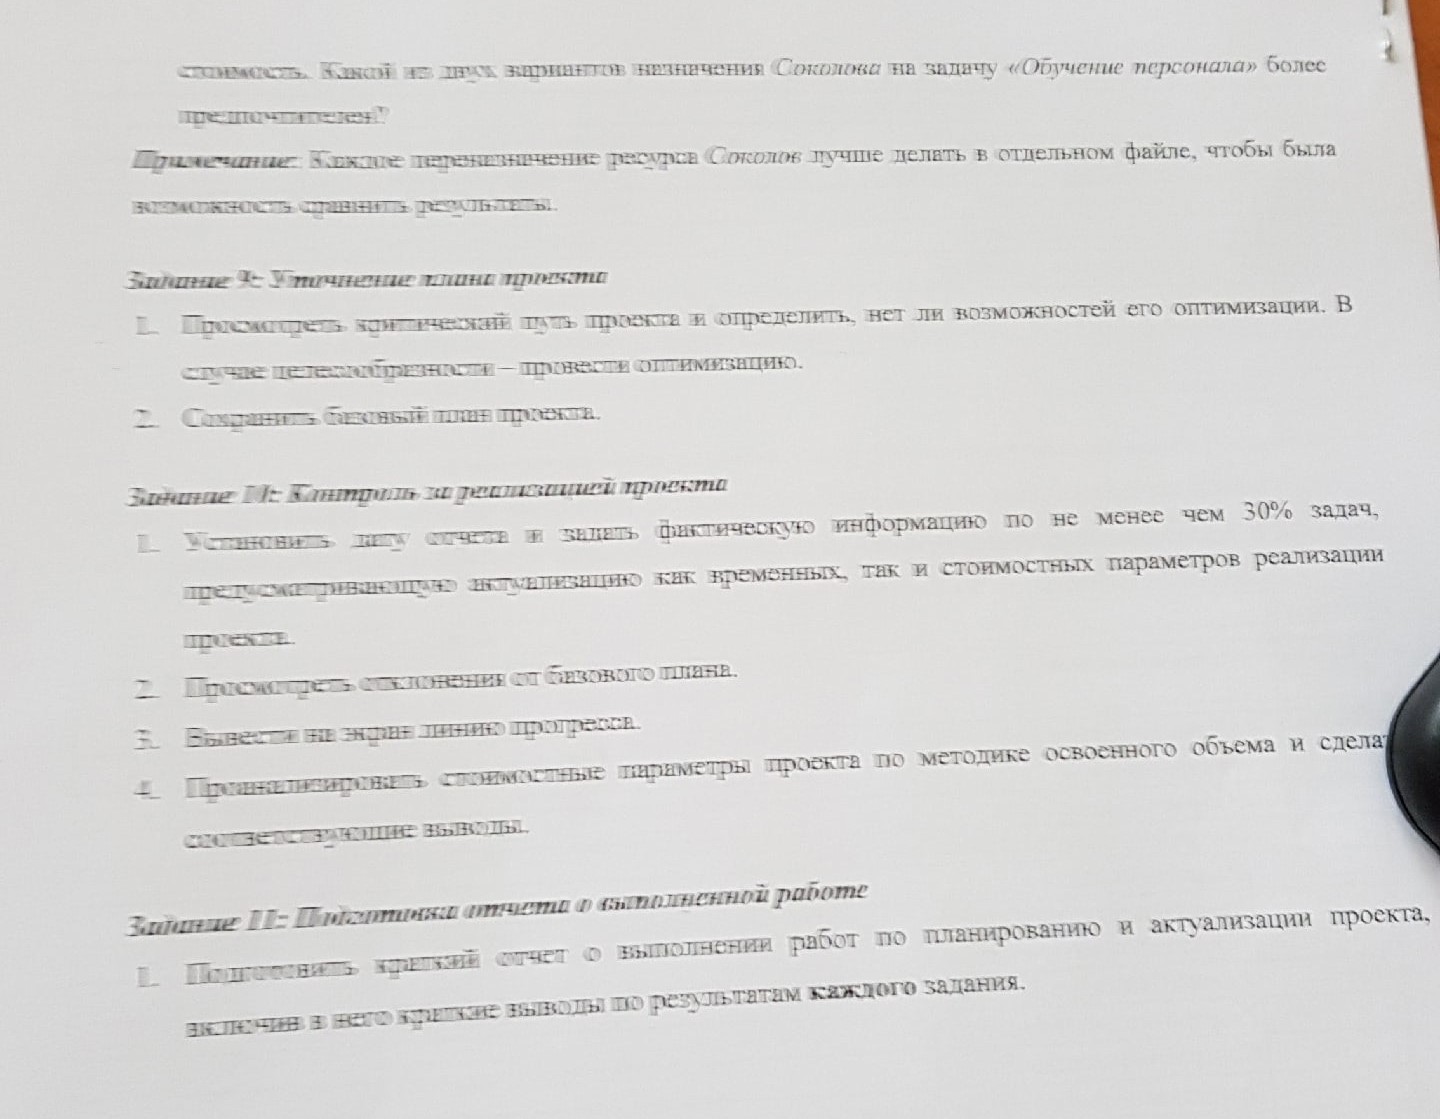 стоимость. Какой из двух вариантов назначения Соколова на задачу «Обучение персонала» более
предпочтителен?
Примечание: Каждое переназначение ресурса Соколов лучше делать в отдельном файле, чтобы была
возможность сравнить результаты.
Задание 9: Уточнение плана проекта
1. Просмотреть критический путь проекта и определить, нет ли возможностей его оптимизации. В
случае целесообразности – провести оптимизацию.
2. Сохранить базовый план проекта.
Задание 10: Контроль за реализацией проекта
1. Установить дату отчета и задать фактическую информацию по не менее чем 30% задач,
предусматривающую актуализацию как временных, так и стоимостных параметров реализации
проекта.
2. Просмотреть отклонения от базового плана.
3. Вывести на экран линию прогресса.
4. Проанализировать стоимостные параметры проекта по методике освоенного объема и сделат
соответствующие выводы.
Задание 11: Подготовка отчета о выполненной работе
1. Подготовить краткий отчет о выполнении работ по планированию и актуализации проекта,
включив в него краткие выводы по результатам каждого задания.